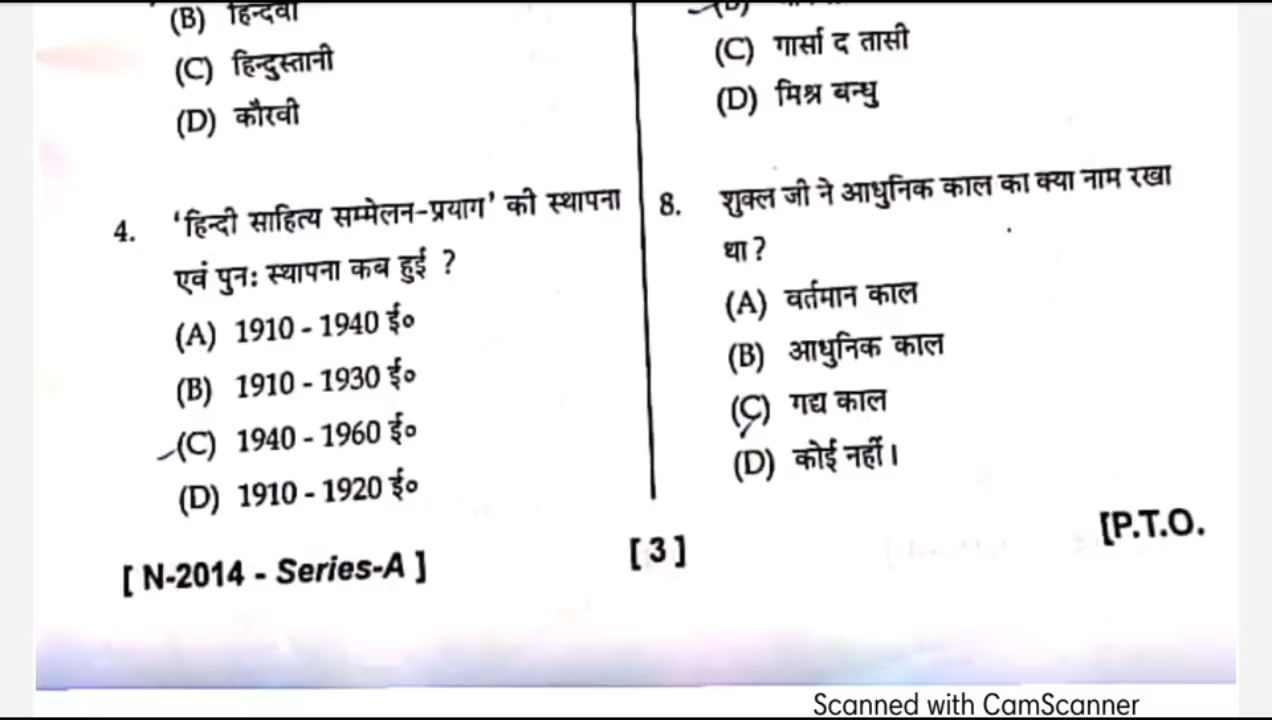 (B) हिन्दवी
(C) हिन्दुस्तानी
(D) कौरवी
4. 'हिन्दी साहित्य सम्मेलन-प्रयाग' की स्थापना
एवं पुनः स्थापना कब हुई ?
(A) 1910 - 1940 ई०
(B) 1910 - 1930 ई०
(C) 1940 - 1960 ई०
(D) 1910 - 1920 ई०
(C) गार्सा द तासी
(D) मिश्र बन्धु
8. शुक्ल जी ने आधुनिक काल का क्या नाम रखा
था ?
(A) वर्तमान काल
(B) आधुनिक काल
(C) गद्य काल
(D) कोई नहीं।
[ N-2014 - Series-A ]
[ 3 ]
[P.T.O.
Scanned with CamScanner